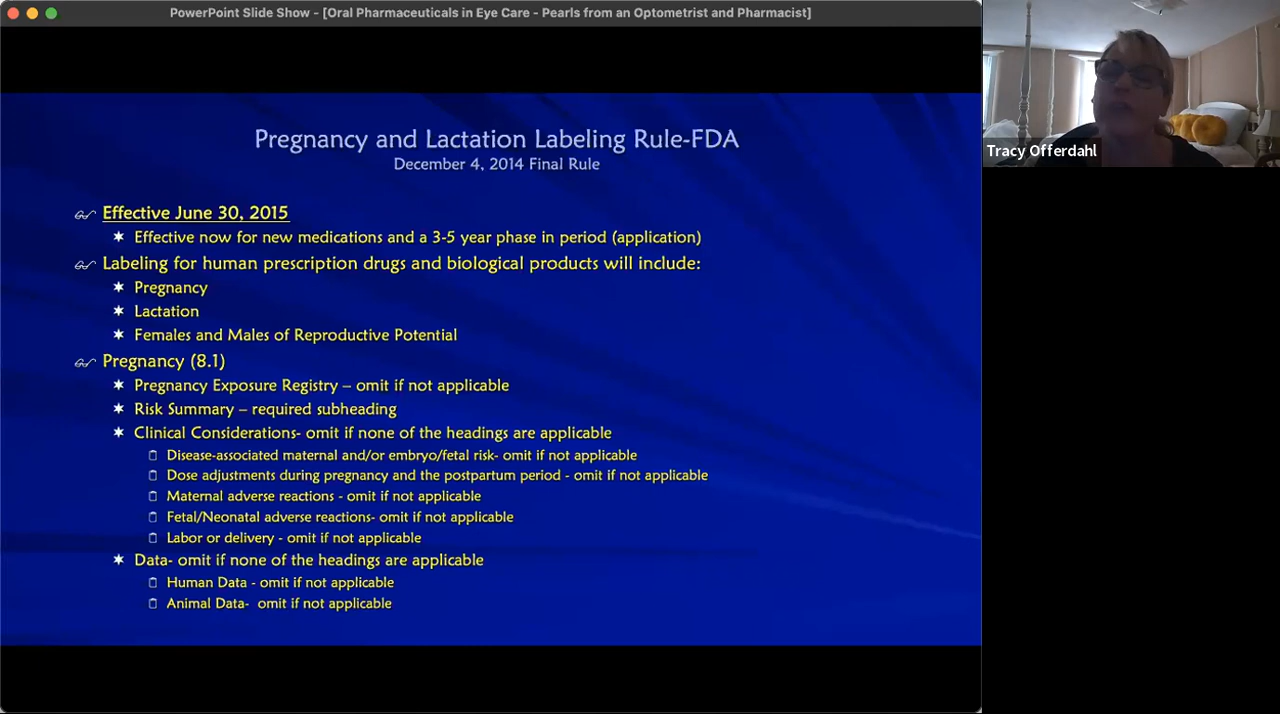 PowerPoint Slide Show - [Oral Pharmaceuticals in Eye Care - Pearls from an Optometrist and Pharmacist]
Pregnancy and Lactation Labeling Rule-FDA
December 4, 2014 Final Rule
Effective June 30, 2015
Effective now for new medications and a 3-5 year phase in period (application)
Labeling for human prescription drugs and biological products will include:
Pregnancy
Lactation
Females and Males of Reproductive Potential
Pregnancy (8.1)
Pregnancy Exposure Registry – omit if not applicable
Risk Summary – required subheading
Clinical Considerations- omit if none of the headings are applicable
Disease-associated maternal and/or embryo/fetal risk- omit if not applicable
Dose adjustments during pregnancy and the postpartum period - omit if not applicable
Maternal adverse reactions - omit if not applicable
Fetal/Neonatal adverse reactions- omit if not applicable
Labor or delivery - omit if not applicable
Data- omit if none of the headings are applicable
Human Data - omit if not applicable
Animal Data-  omit if not applicable
Tracy Offerdahl